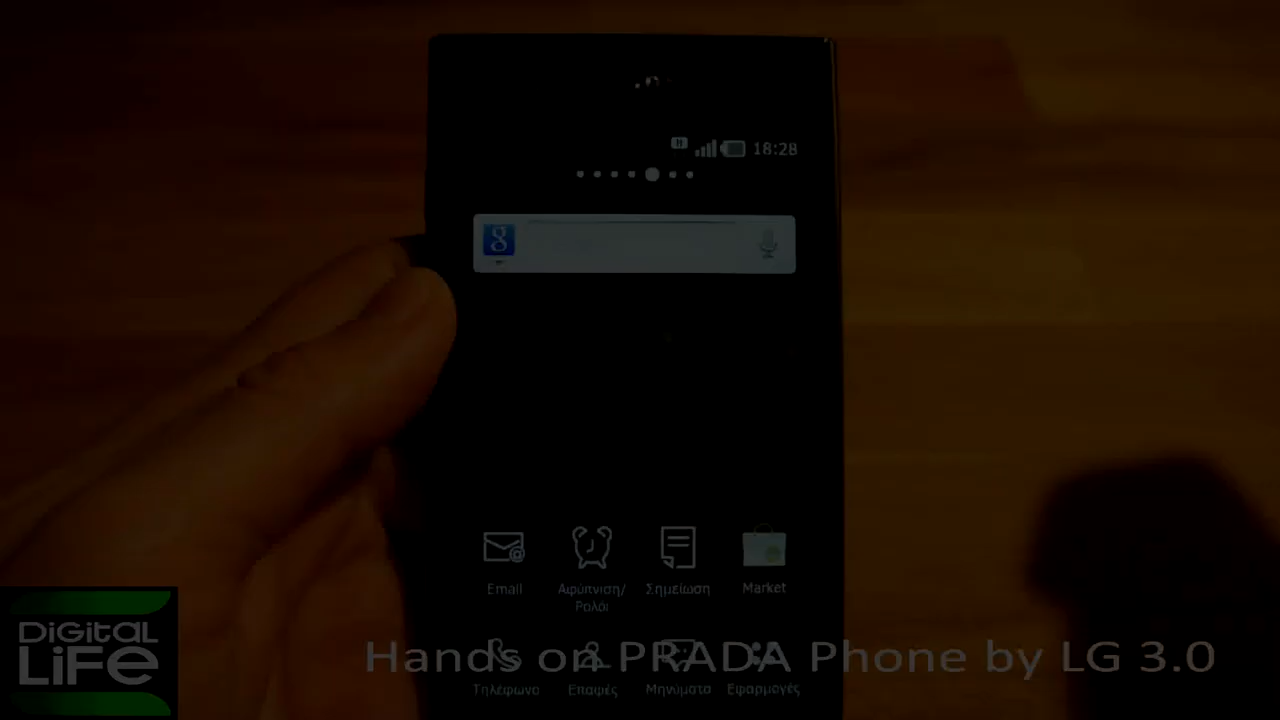 18:28
g
Email
Αφύπνιση/
Ρολόι
Σημείωση
Market
Hands on PRADA Phone by LG 3.0
Τηλέφωνο
Επαφές
Μηνύματα
Εφαρμογές
DiGitaL
LiFe